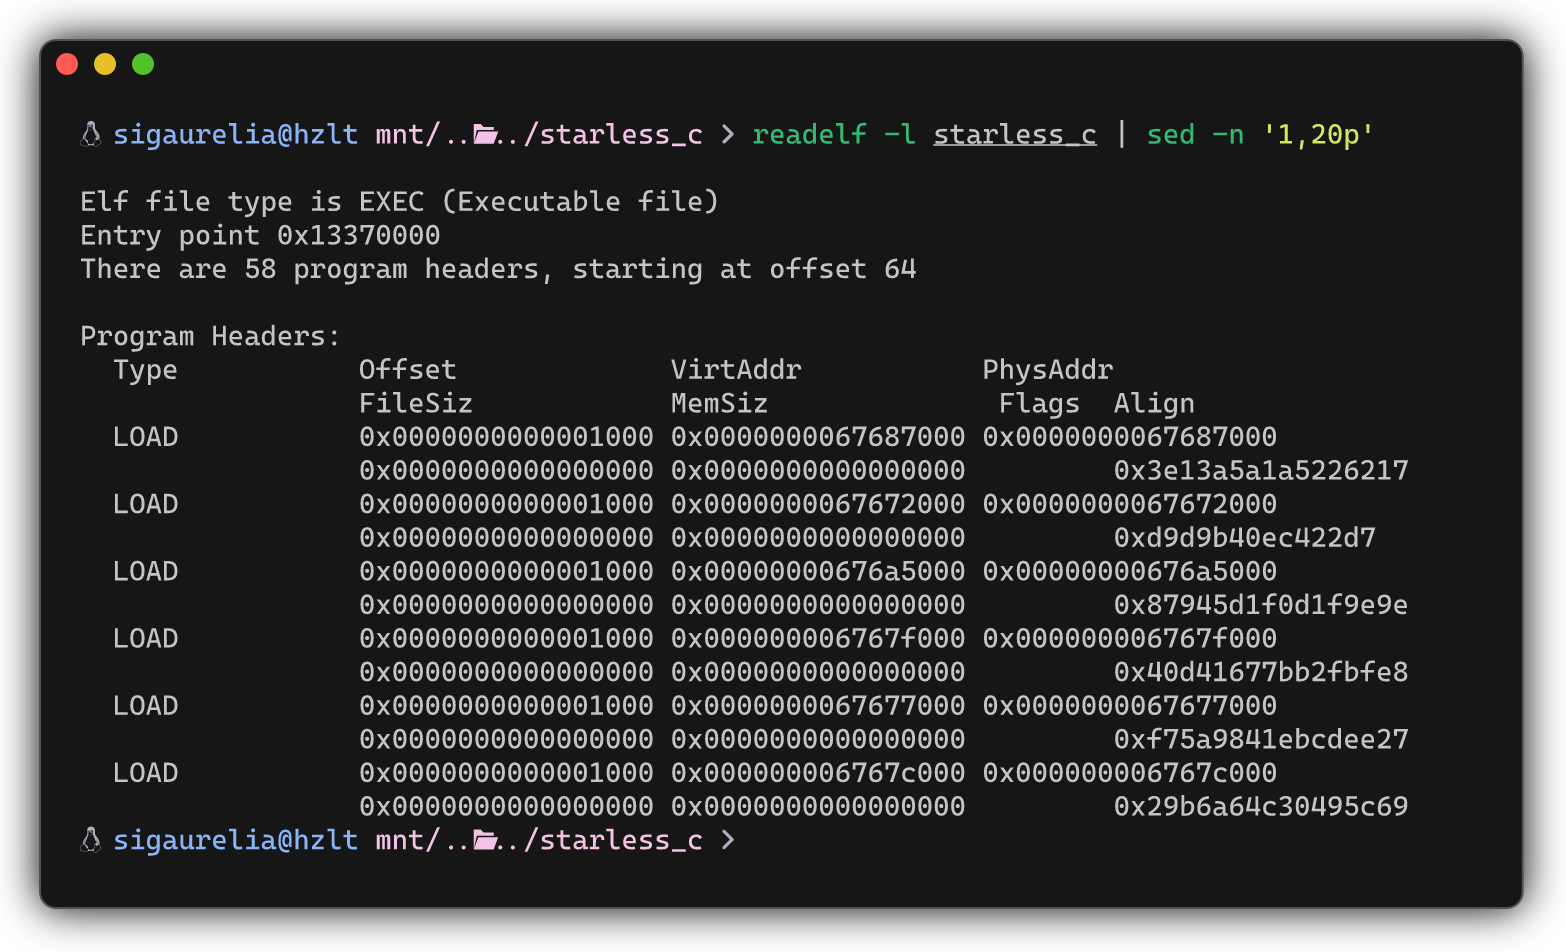 sigaurelia@hzlt mnt/..../starless_c > readelf -l starless_c | sed -n '1,20p'
Elf file type is EXEC (Executable file)
Entry point 0x13370000
There are 58 program headers, starting at offset 64
Program Headers:
Type Offset VirtAddr PhysAddr
FileSiz MemSiz Flags Align
LOAD 0x0000000000001000 0x0000000067687000 0x0000000067687000
0x0000000000000000 0x0000000000000000 0x3e13a5a1a5226217
LOAD 0x0000000000001000 0x0000000067672000 0x0000000067672000
0x0000000000000000 0x0000000000000000 0xd9d9b40ec422d7
LOAD 0x0000000000001000 0x00000000676a5000 0x00000000676a5000
0x0000000000000000 0x0000000000000000 0x87945d1f0d1f9e9e
LOAD 0x0000000000001000 0x000000006767f000 0x000000006767f000
0x0000000000000000 0x0000000000000000 0x40d41677bb2fbfe8
LOAD 0x0000000000001000 0x0000000067677000 0x0000000067677000
0x0000000000000000 0x0000000000000000 0xf75a9841ebcdee27
LOAD 0x0000000000001000 0x000000006767c000 0x000000006767c000
0x0000000000000000 0x0000000000000000 0x29b6a64c30495c69
sigaurelia@hzlt mnt/..../starless_c >